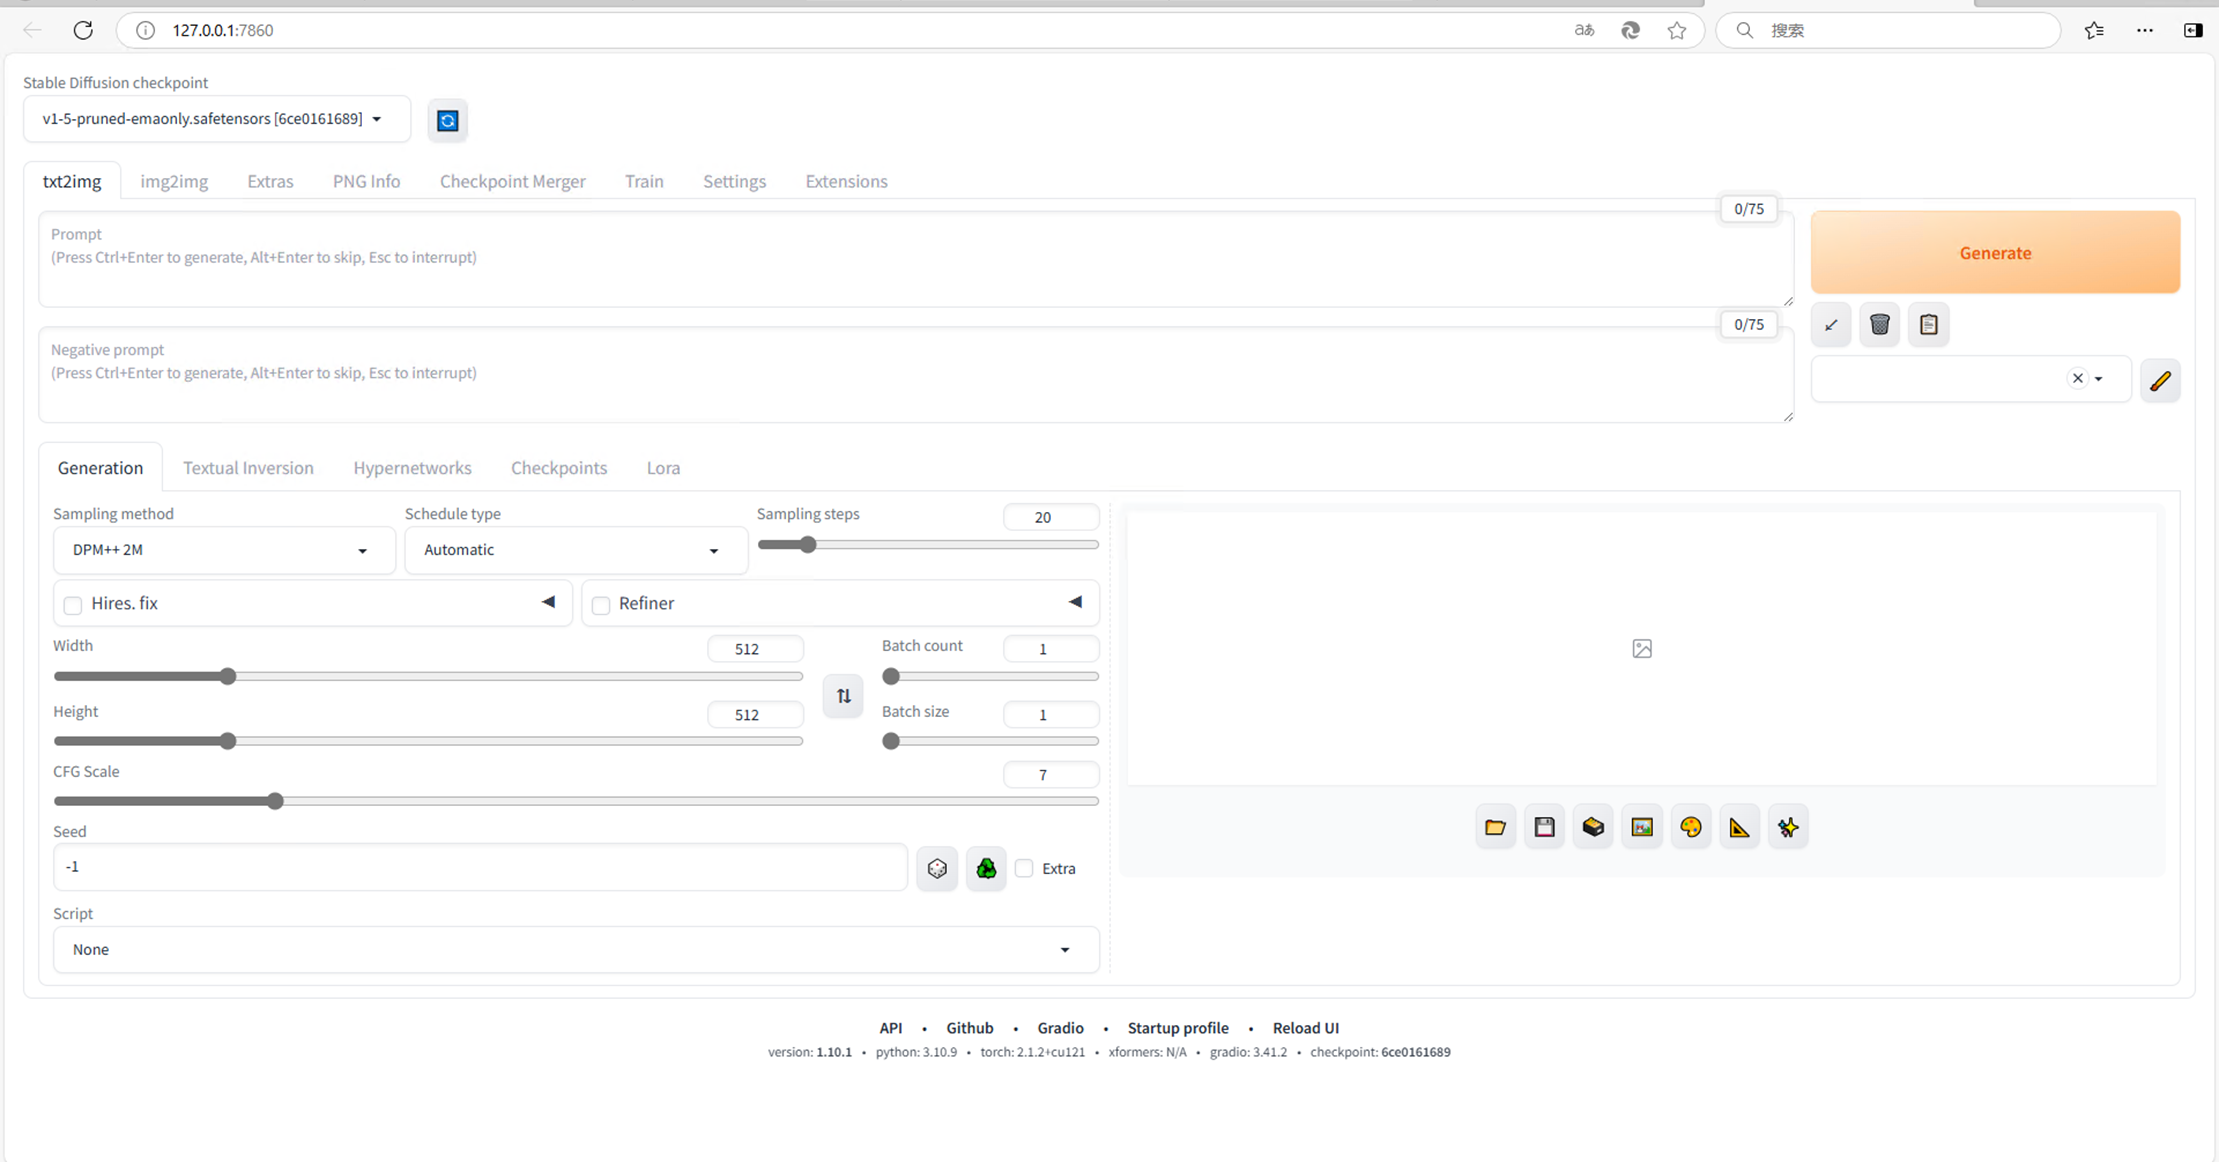 127.0.0.1:7860
aあ
搜索
Stable Diffusion checkpoint
v1-5-pruned-emaonly.safetensors [6ce0161689]
txt2img img2img Extras PNG Info Checkpoint Merger Train Settings Extensions
0/75
Prompt
(Press Ctrl+Enter to generate, Alt+Enter to skip, Esc to interrupt)
Generate
0/75
Negative prompt
(Press Ctrl+Enter to generate, Alt+Enter to skip, Esc to interrupt)
Generation Textual Inversion Hypernetworks Checkpoints Lora
Sampling method Schedule type Sampling steps 20
DPM++ 2M Automatic
Hires. fix Refiner
Width 512 Batch count 1
Height 512 Batch size 1
CFG Scale 7
Seed
-1 Extra
Script
None
API • Github • Gradio • Startup profile • Reload UI
version: 1.10.1 • python: 3.10.9 • torch: 2.1.2+cu121 • xformers: N/A • gradio: 3.41.2 • checkpoint: 6ce0161689